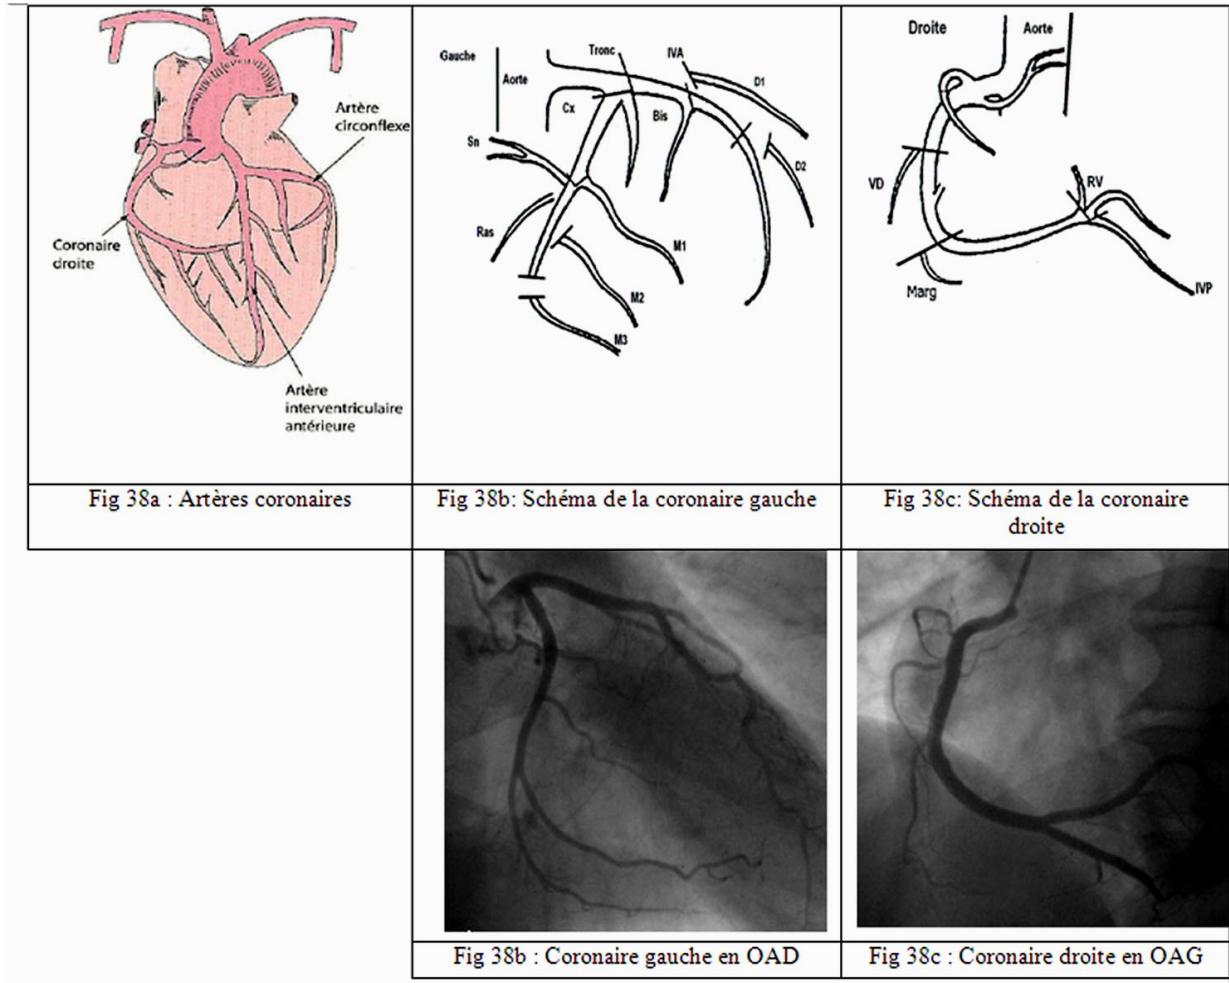 Artère
circonflexe
Coronaire
droite
Artère
interventriculaire
antérieure
Gauche
Aorte
Tronc
IVA
D1
Cx
Bis
Sn
D2
Ras
M1
M2
M3
Droite
Aorte
VD
RV
Marg
IVP
Fig 38a : Artères coronaires
Fig 38b: Schéma de la coronaire gauche
Fig 38c: Schéma de la coronaire
droite
Fig 38b : Coronaire gauche en OAD
Fig 38c : Coronaire droite en OAG